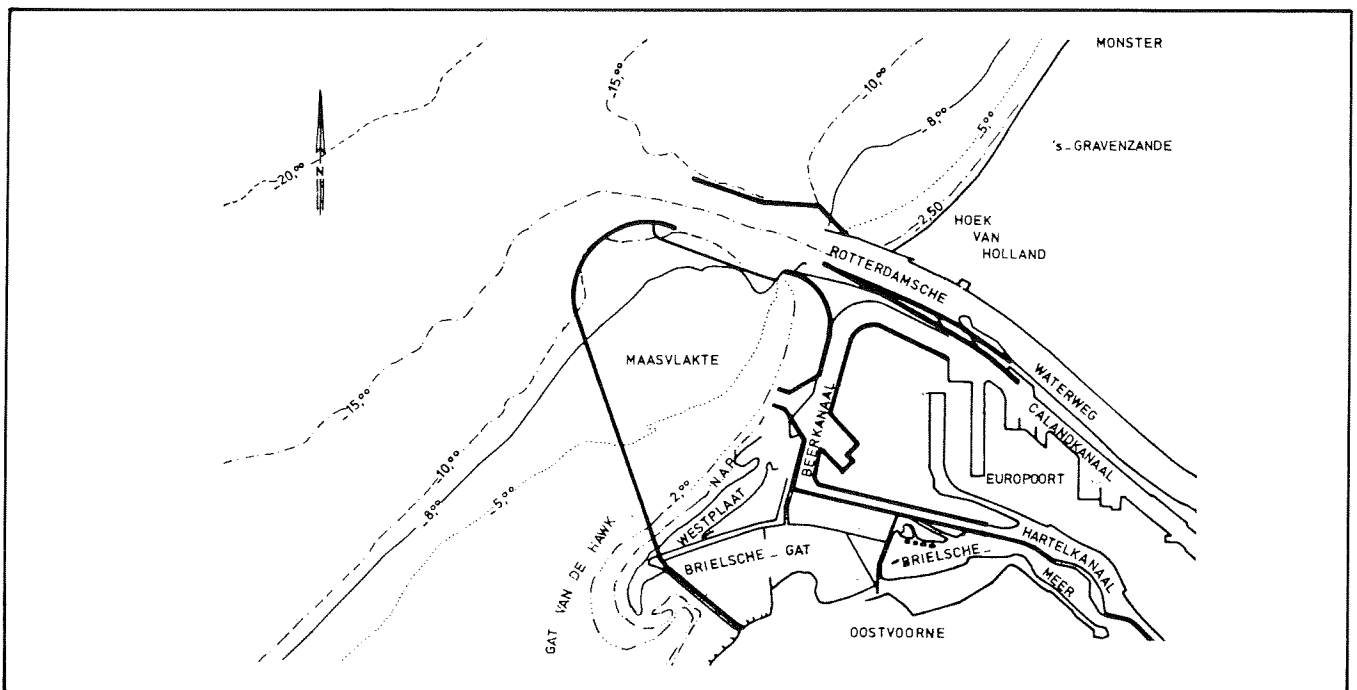 MONSTER
-15,⁰⁰
-10,⁰⁰
-8,⁰⁰
-5,⁰⁰
's-GRAVENZANDE
-20,⁰⁰
N
-2,50
HOEK
VAN
HOLLAND
ROTTERDAMSCHE
WATERWEG
MAASVLAKTE
CALANDKANAAL
BEERKANAAL
-15,⁰⁰
-10,⁰⁰
-8,⁰⁰
-5,⁰⁰
-2,⁰⁰
N A P
WESTPLAAT
EUROPOORT
HARTELKANAAL
BRIELSCHE - GAT
BRIELSCHE -
MEER
GAT VAN DE HAWK
OOSTVOORNE